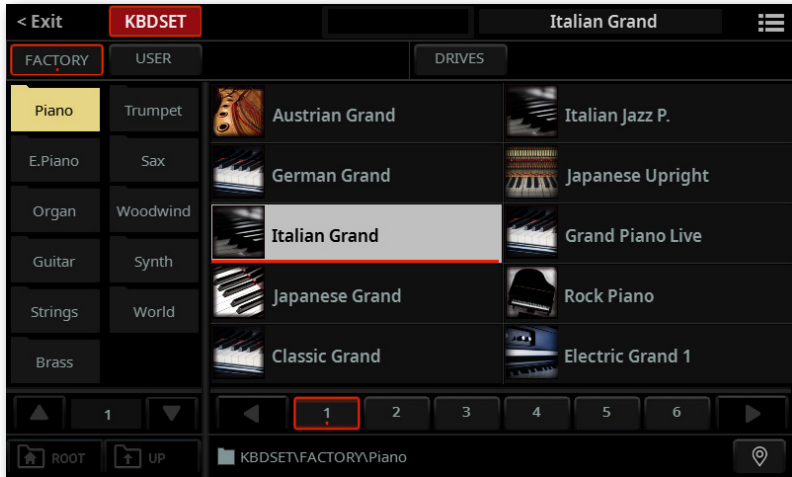 < Exit KBDSET Italian Grand
FACTORY USER DRIVES
Piano Trumpet Austrian Grand Italian Jazz P.
E.Piano Sax German Grand Japanese Upright
Organ Woodwind Italian Grand Grand Piano Live
Guitar Synth Japanese Grand Rock Piano
Strings World Classic Grand Electric Grand 1
Brass
1 1 2 3 4 5 6
ROOT UP KBDSET\FACTORY\Piano